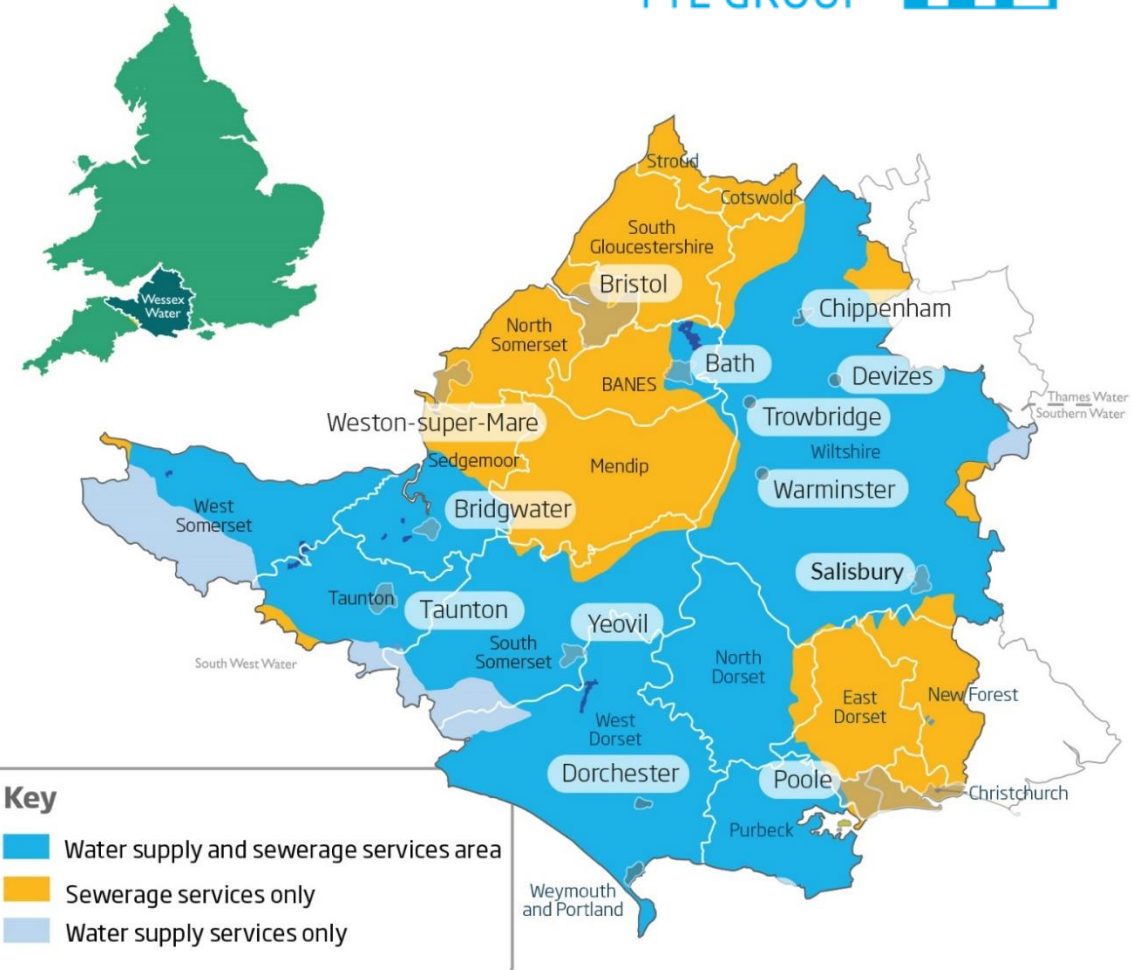 YTL GROUP
Wessex
Water
Stroud
Cotswold
South
Gloucestershire
Bristol
Chippenham
North
Somerset
Bath
BANES
Devizes
Thames Water
Southern Water
Trowbridge
Weston-super-Mare
Wiltshire
Sedgemoor
Mendip
Warminster
West
Somerset
Bridgwater
Salisbury
Taunton
Taunton
Yeovil
South
Somerset
South West Water
North
Dorset
East
Dorset
New Forest
West
Dorset
Dorchester
Poole
Christchurch
Purbeck
Weymouth
and Portland
Key
Water supply and sewerage services area
Sewerage services only
Water supply services only